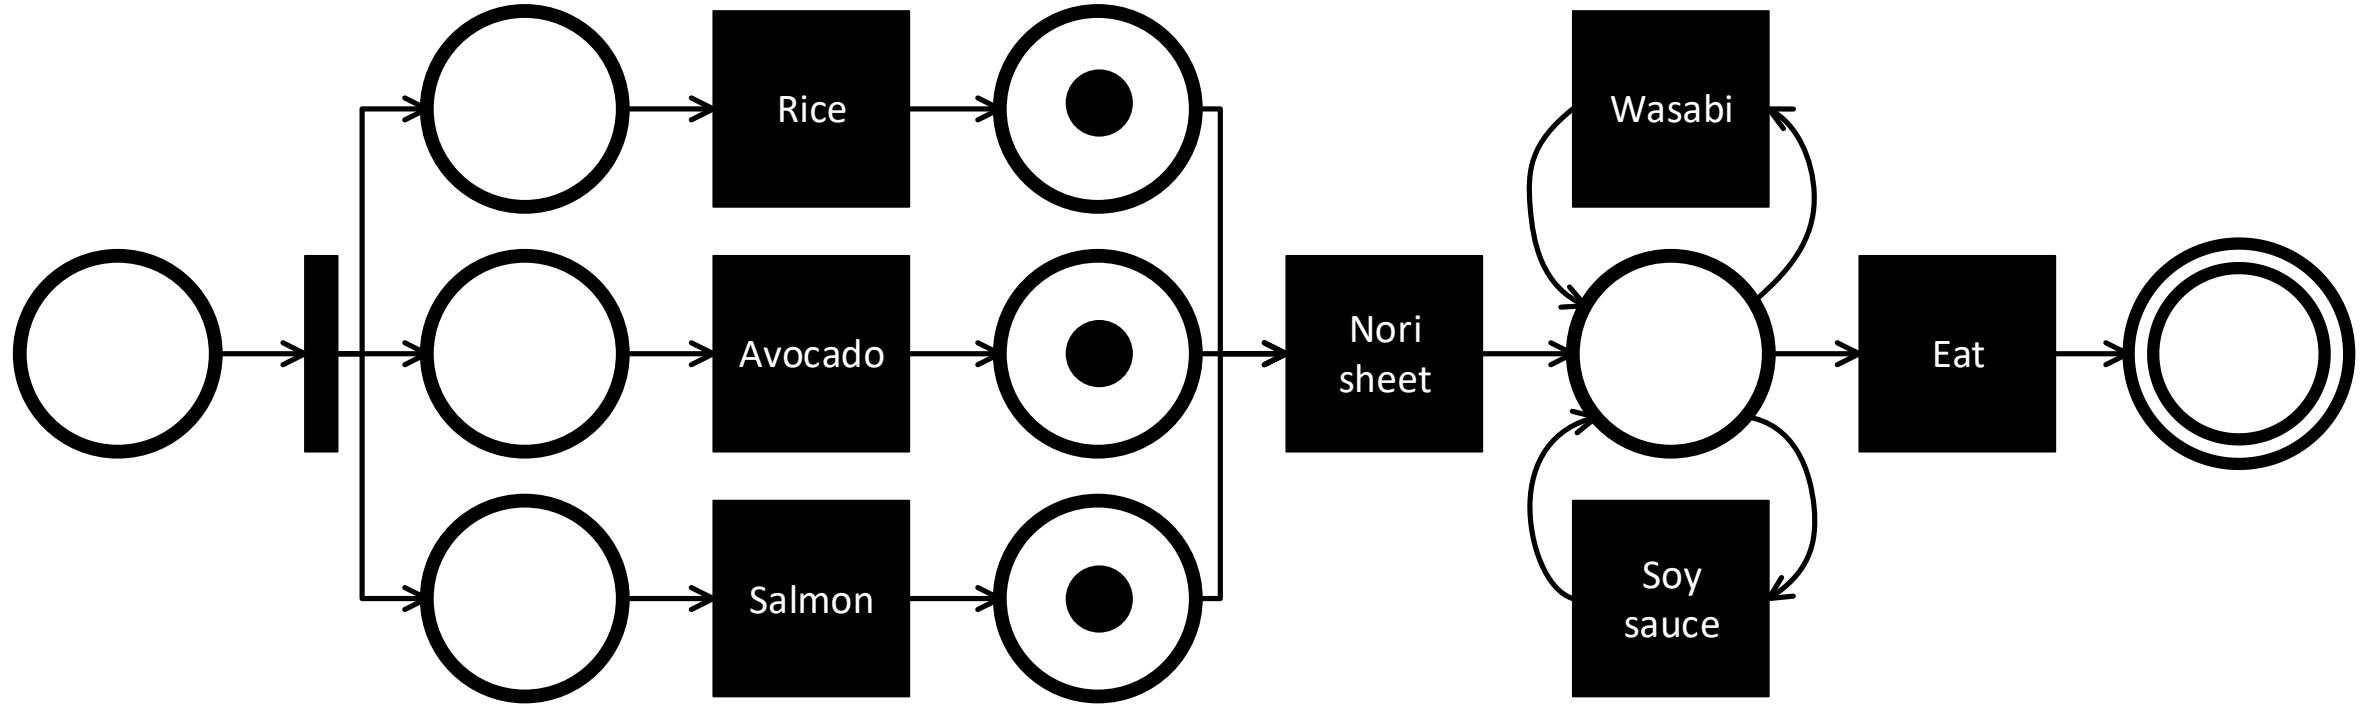 Rice
Wasabi
Avocado
Nori
sheet
Eat
Salmon
Soy
sauce